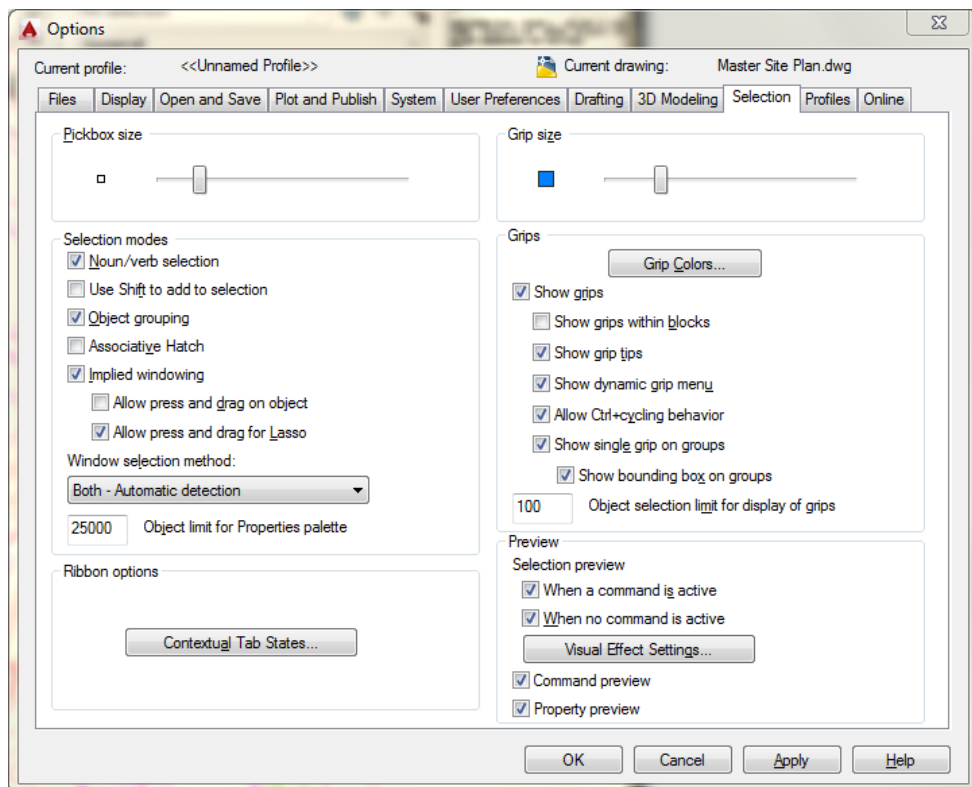 Options
Current profile: <<Unnamed Profile>> Current drawing: Master Site Plan.dwg
Files Display Open and Save Plot and Publish System User Preferences Drafting 3D Modeling Selection Profiles Online
Pickbox size
Selection modes
Noun/verb selection
Use Shift to add to selection
Object grouping
Associative Hatch
Implied windowing
Allow press and drag on object
Allow press and drag for Lasso
Window selection method:
Both - Automatic detection
25000 Object limit for Properties palette
Ribbon options
Contextual Tab States...
Grip size
Grips
Grip Colors...
Show grips
Show grips within blocks
Show grip tips
Show dynamic grip menu
Allow Ctrl+cycling behavior
Show single grip on groups
Show bounding box on groups
100 Object selection limit for display of grips
Preview
Selection preview
When a command is active
When no command is active
Visual Effect Settings...
Command preview
Property preview
OK Cancel Apply Help